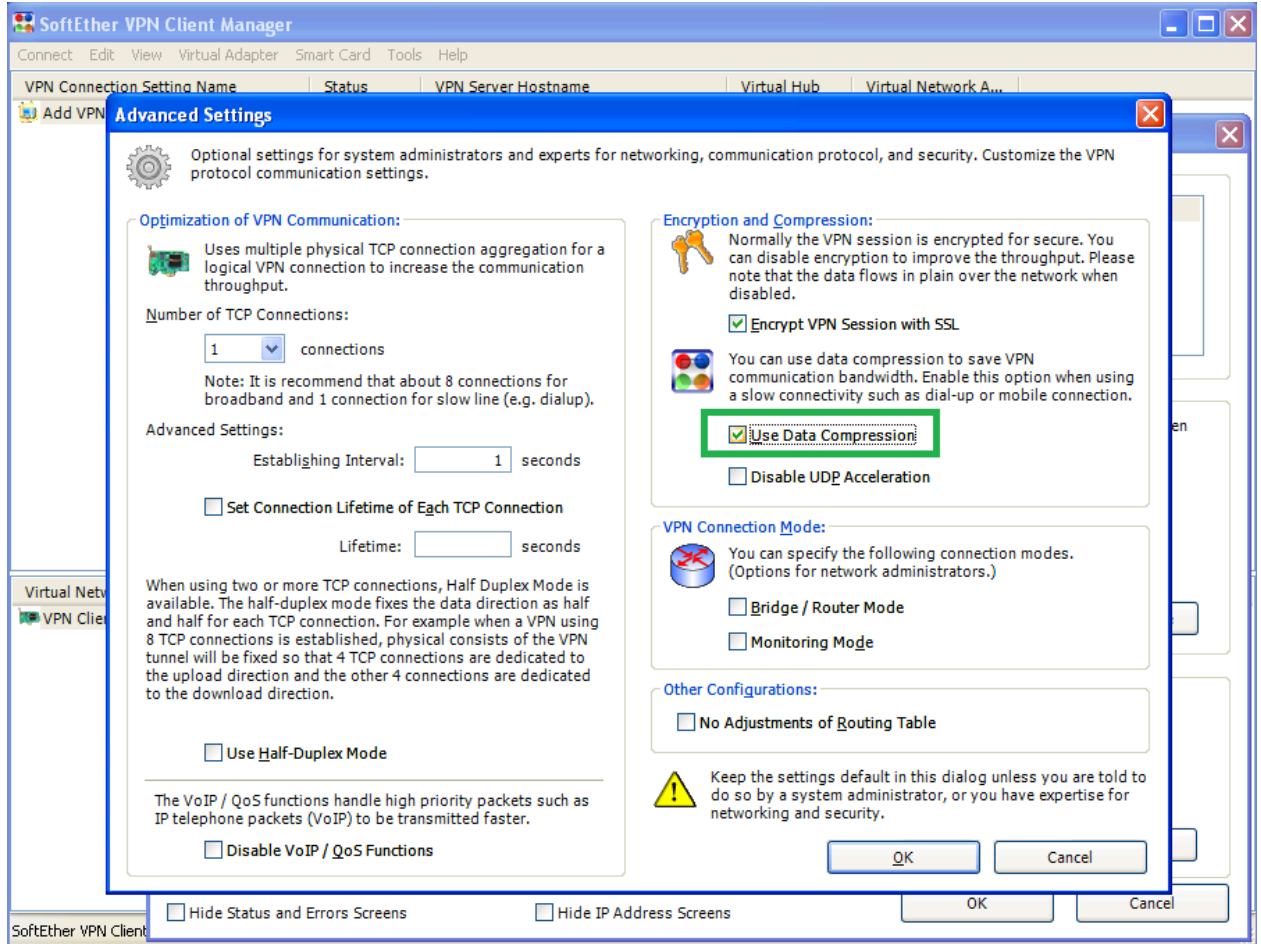 SoftEther VPN Client Manager
Connect Edit View Virtual Adapter Smart Card Tools Help
VPN Connection Setting Name Status VPN Server Hostname Virtual Hub Virtual Network A...
Add VPN
Advanced Settings
Optional settings for system administrators and experts for networking, communication protocol, and security. Customize the VPN
protocol communication settings.
Optimization of VPN Communication:
Uses multiple physical TCP connection aggregation for a
logical VPN connection to increase the communication
throughput.
Number of TCP Connections:
1 connections
Note: It is recommend that about 8 connections for
broadband and 1 connection for slow line (e.g. dialup).
Advanced Settings:
Establishing Interval: 1 seconds
Set Connection Lifetime of Each TCP Connection
Lifetime: seconds
When using two or more TCP connections, Half Duplex Mode is
available. The half-duplex mode fixes the data direction as half
and half for each TCP connection. For example when a VPN using
8 TCP connections is established, physical consists of the VPN
tunnel will be fixed so that 4 TCP connections are dedicated to
the upload direction and the other 4 connections are dedicated
to the download direction.
Use Half-Duplex Mode
The VoIP / QoS functions handle high priority packets such as
IP telephone packets (VoIP) to be transmitted faster.
Disable VoIP / QoS Functions
Encryption and Compression:
Normally the VPN session is encrypted for secure. You
can disable encryption to improve the throughput. Please
note that the data flows in plain over the network when
disabled.
Encrypt VPN Session with SSL
You can use data compression to save VPN
communication bandwidth. Enable this option when using
a slow connectivity such as dial-up or mobile connection.
Use Data Compression
Disable UDP Acceleration
VPN Connection Mode:
You can specify the following connection modes.
(Options for network administrators.)
Bridge / Router Mode
Monitoring Mode
Other Configurations:
No Adjustments of Routing Table
Keep the settings default in this dialog unless you are told to
do so by a system administrator, or you have expertise for
networking and security.
OK Cancel
en
Virtual Netw
VPN Clie
Hide Status and Errors Screens Hide IP Address Screens OK Cancel
SoftEther VPN Client